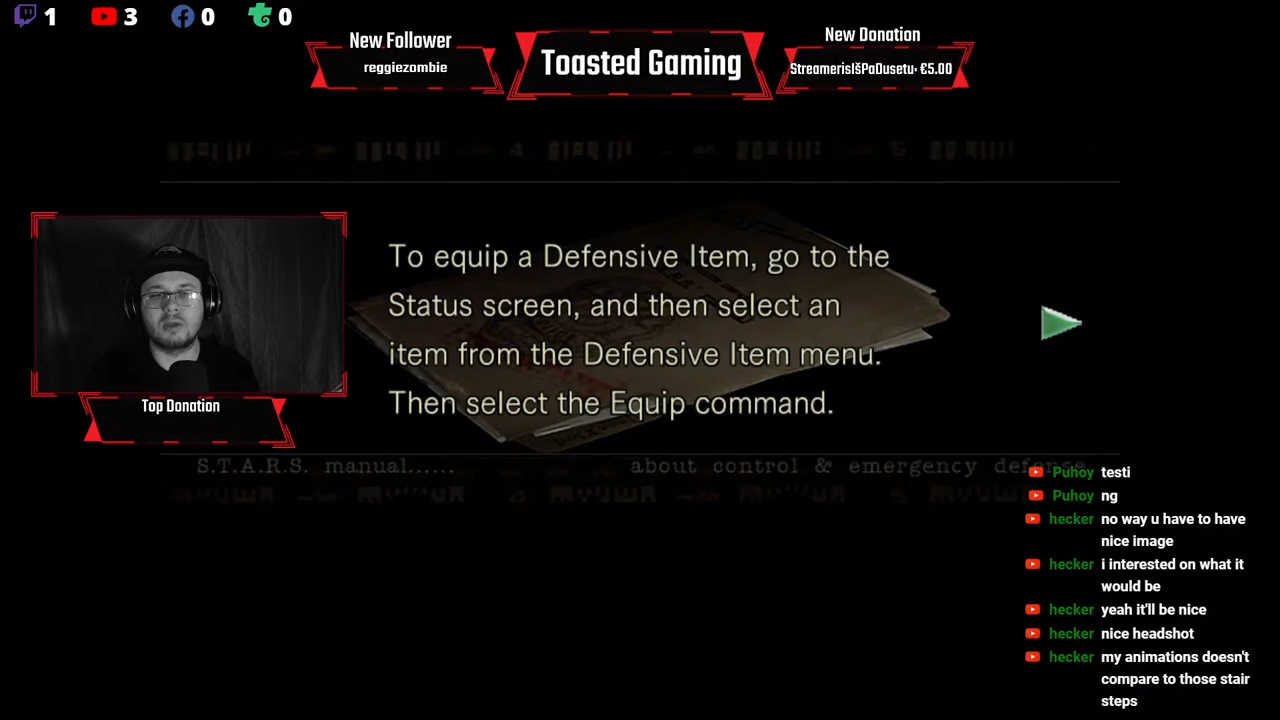 1
3
0
0
New Follower
reggiezombie
Toasted Gaming
New Donation
StreamerisIšPaDusetu· €5.00
To equip a Defensive Item, go to the
Status screen, and then select an
item from the Defensive Item menu.
Then select the Equip command.
Top Donation
S.T.A.R.S. manual...... about control & emergency defense
Puhoy testi
Puhoy ng
hecker no way u have to have
nice image
hecker i interested on what it
would be
hecker yeah it'll be nice
hecker nice headshot
hecker my animations doesn't
compare to those stair
steps